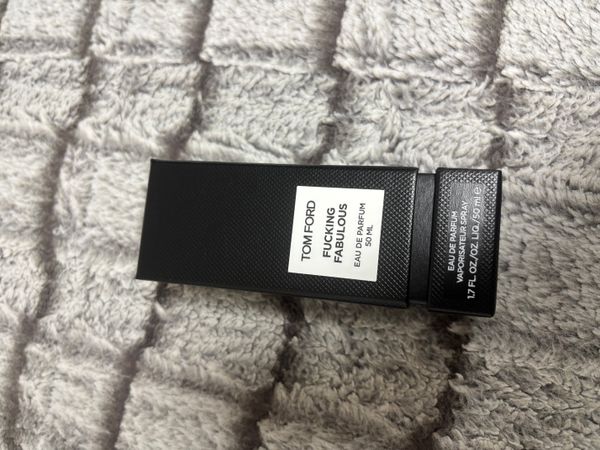 TOM FORD
FUCKING
FABULOUS
EAU DE PARFUM
50 ML
EAU DE PARFUM
VAPORISATEUR SPRAY
1.7 FL OZ./OZ LIQ. / 50 ml ℮